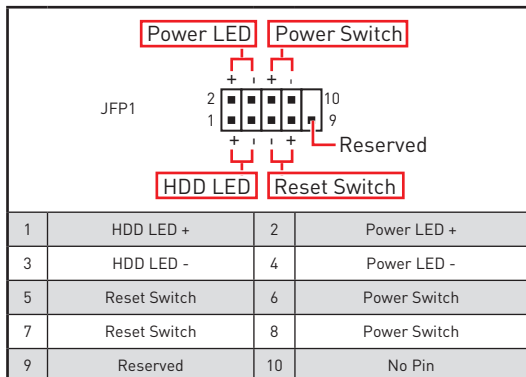 Power LED Power Switch
+ - + -
JFP1
2 10
1 9
+ - - +
Reserved
HDD LED Reset Switch
1 HDD LED + 2 Power LED +
3 HDD LED - 4 Power LED -
5 Reset Switch 6 Power Switch
7 Reset Switch 8 Power Switch
9 Reserved 10 No Pin